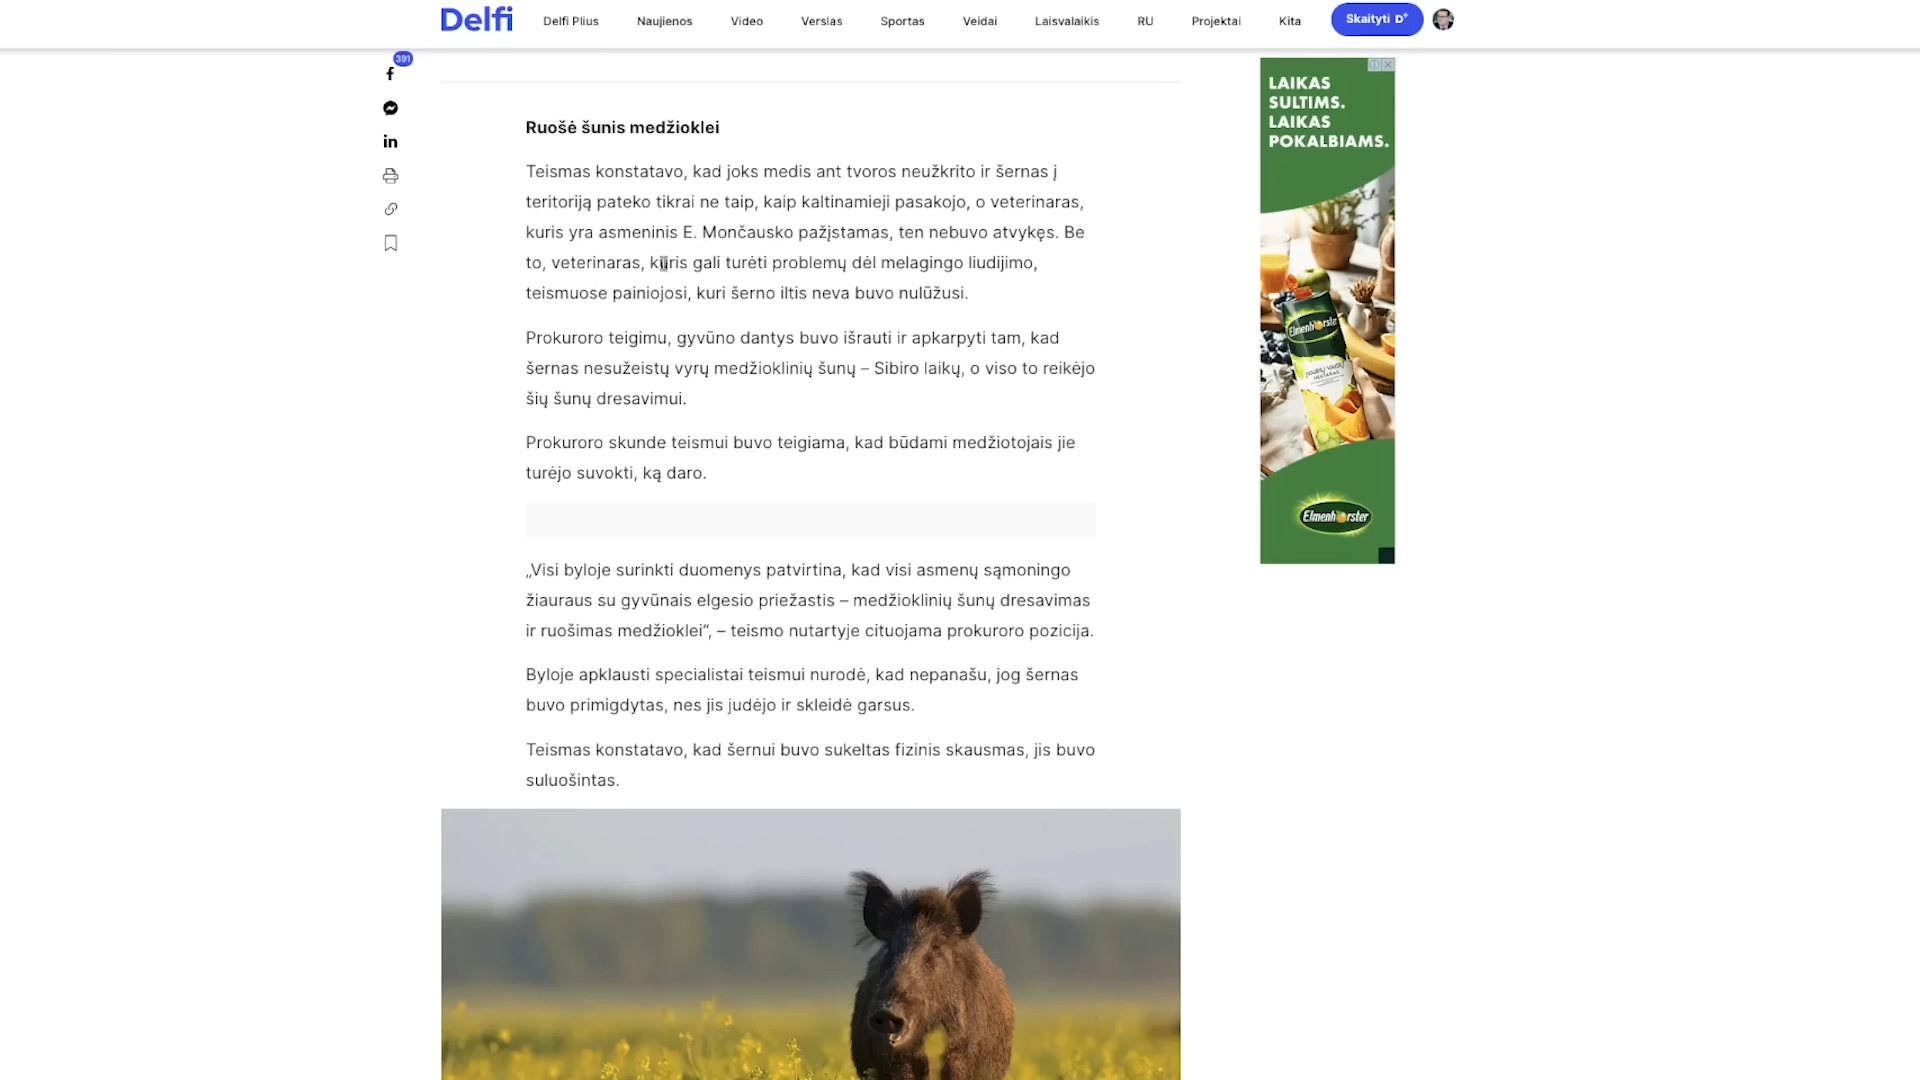 Delfi
Delfi Plius
Naujienos
Video
Verslas
Sportas
Veidai
Laisvalaikis
RU
Projektai
Kita
Skaityti D+
391
Ruošė šunis medžioklei
Teismas konstatavo, kad joks medis ant tvoros neužkrito ir šernas į
teritoriją pateko tikrai ne taip, kaip kaltinamieji pasakojo, o veterinaras,
kuris yra asmeninis E. Mončausko pažįstamas, ten nebuvo atvykęs. Be
to, veterinaras, kuris gali turėti problemų dėl melagingo liudijimo,
teismuose painiojosi, kuri šerno iltis neva buvo nulūžusi.
Prokuroro teigimu, gyvūno dantys buvo išrauti ir apkarpyti tam, kad
šernas nesužeistų vyrų medžioklinių šunų – Sibiro laikų, o viso to reikėjo
šių šunų dresavimui.
Prokuroro skunde teismui buvo teigiama, kad būdami medžiotojais jie
turėjo suvokti, ką daro.
„Visi byloje surinkti duomenys patvirtina, kad visi asmenų sąmoningo
žiauraus su gyvūnais elgesio priežastis – medžioklinių šunų dresavimas
ir ruošimas medžioklei“, – teismo nutartyje cituojama prokuroro pozicija.
Byloje apklausti specialistai teismui nurodė, kad nepanašu, jog šernas
buvo primigdytas, nes jis judėjo ir skleidė garsus.
Teismas konstatavo, kad šernui buvo sukeltas fizinis skausmas, jis buvo
suluošintas.
LAIKAS
SULTIMS.
LAIKAS
POKALBIAMS.
Elmenhorster
Elmenhorster